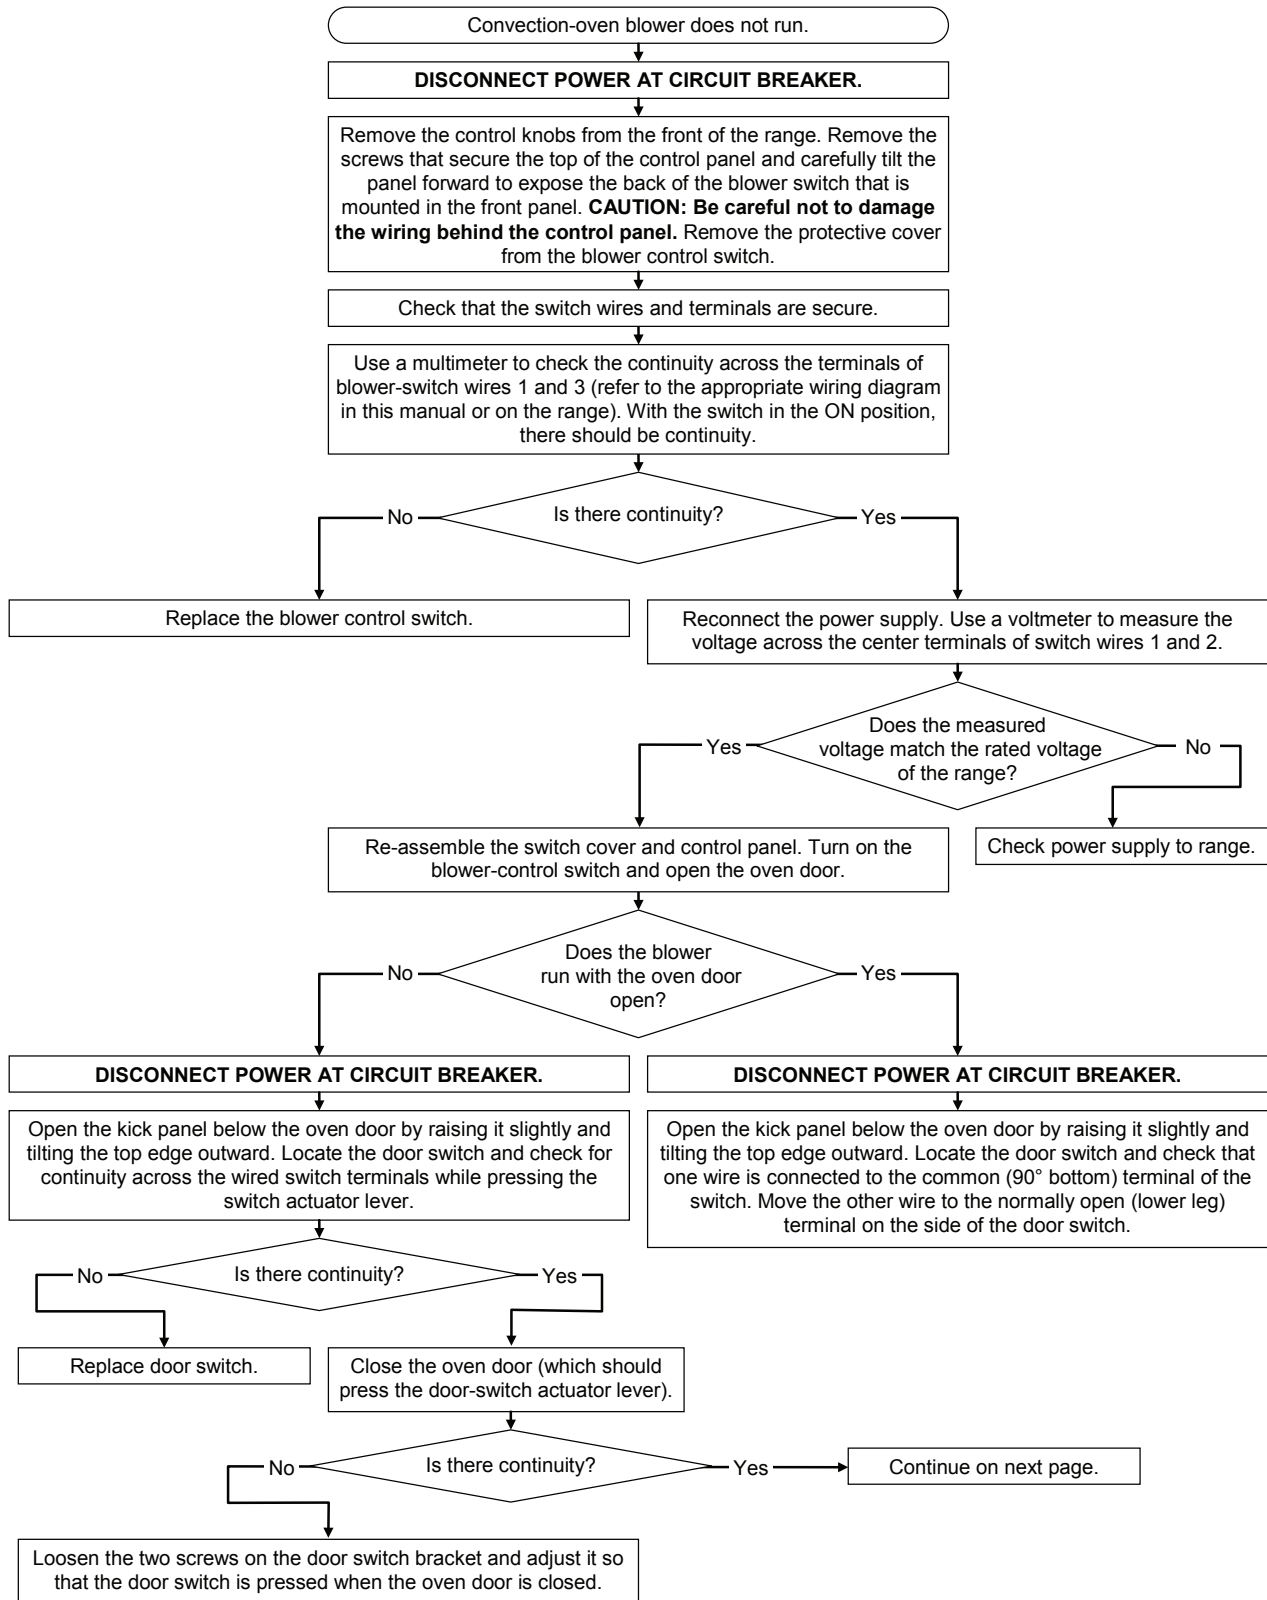 Convection-oven blower does not run.
DISCONNECT POWER AT CIRCUIT BREAKER.
Remove the control knobs from the front of the range. Remove the
screws that secure the top of the control panel and carefully tilt the
panel forward to expose the back of the blower switch that is
mounted in the front panel. CAUTION: Be careful not to damage
the wiring behind the control panel. Remove the protective cover
from the blower control switch.
Check that the switch wires and terminals are secure.
Use a multimeter to check the continuity across the terminals of
blower-switch wires 1 and 3 (refer to the appropriate wiring diagram
in this manual or on the range). With the switch in the ON position,
there should be continuity.
No
Is there continuity?
Yes
Replace the blower control switch.
Reconnect the power supply. Use a voltmeter to measure the
voltage across the center terminals of switch wires 1 and 2.
Yes
Does the measured
voltage match the rated voltage
of the range?
No
Re-assemble the switch cover and control panel. Turn on the
blower-control switch and open the oven door.
Check power supply to range.
No
Does the blower
run with the oven door
open?
Yes
DISCONNECT POWER AT CIRCUIT BREAKER.
Open the kick panel below the oven door by raising it slightly and
tilting the top edge outward. Locate the door switch and check for
continuity across the wired switch terminals while pressing the
switch actuator lever.
DISCONNECT POWER AT CIRCUIT BREAKER.
Open the kick panel below the oven door by raising it slightly and
tilting the top edge outward. Locate the door switch and check that
one wire is connected to the common (90° bottom) terminal of the
switch. Move the other wire to the normally open (lower leg)
terminal on the side of the door switch.
No
Is there continuity?
Yes
Replace door switch.
Close the oven door (which should
press the door-switch actuator lever).
No
Is there continuity?
Yes
Continue on next page.
Loosen the two screws on the door switch bracket and adjust it so
that the door switch is pressed when the oven door is closed.